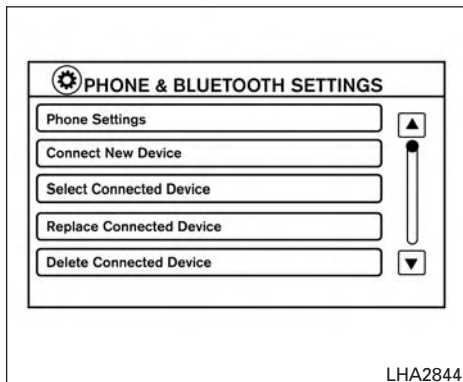 PHONE & BLUETOOTH SETTINGS
Phone Settings
Connect New Device
Select Connected Device
Replace Connected Device
Delete Connected Device
LHA2844